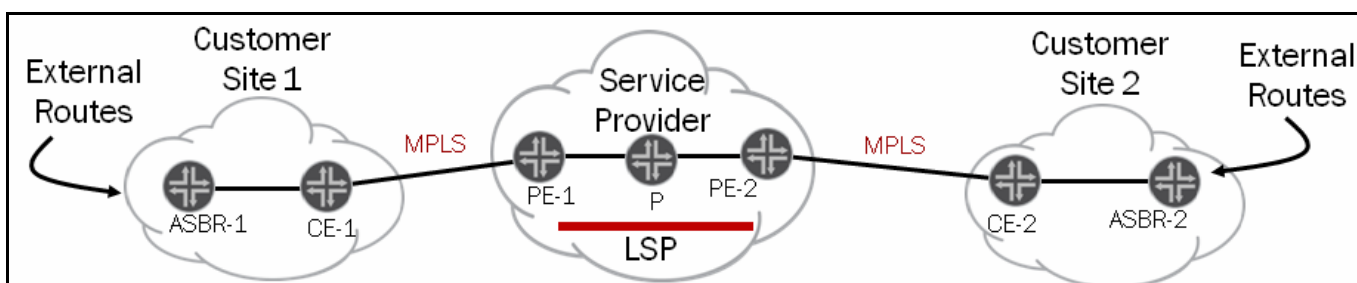 External
Routes
Customer
Site 1
MPLS
Service
Provider
PE-1
P
PE-2
LSP
MPLS
Customer
Site 2
External
Routes
ASBR-1
CE-1
CE-2
ASBR-2